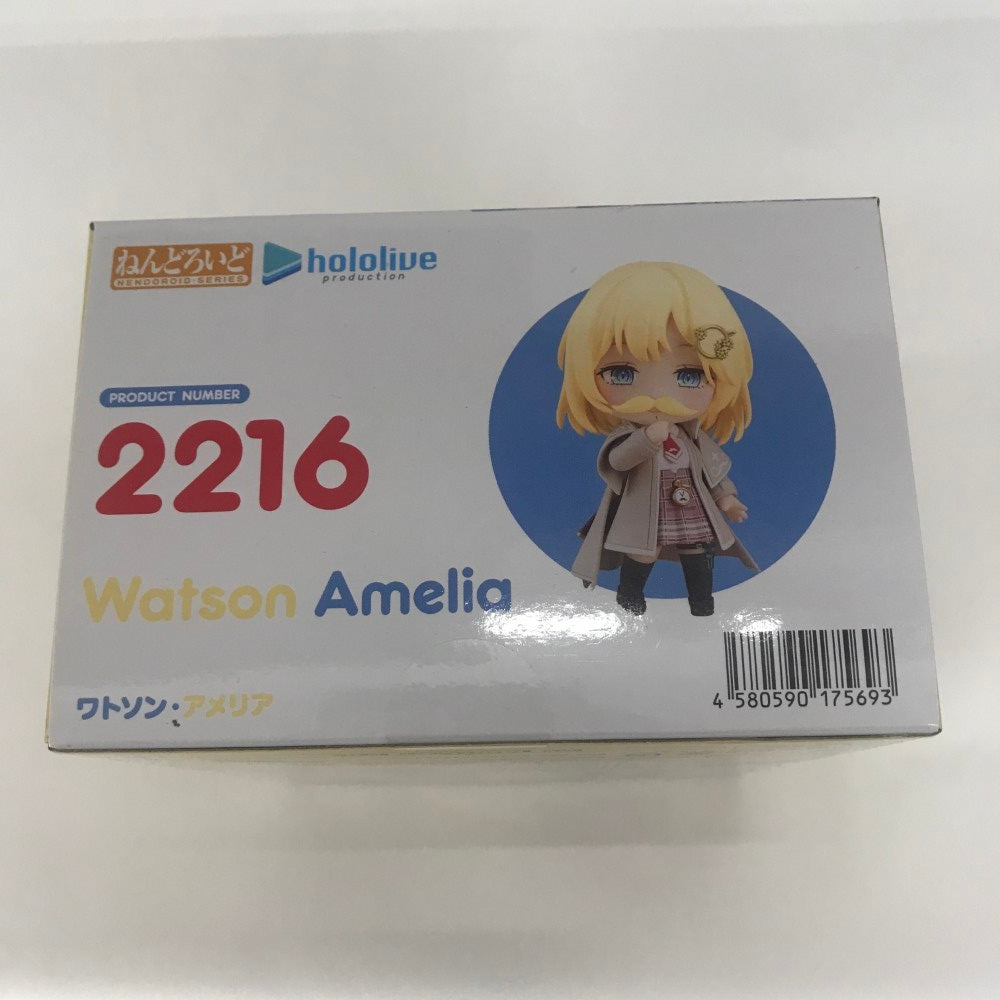 ねんどろいど
NENDOROID SERIES
hololive
production
PRODUCT NUMBER
2216
Watson Amelia
ワトソン・アメリア
4 580590 175693